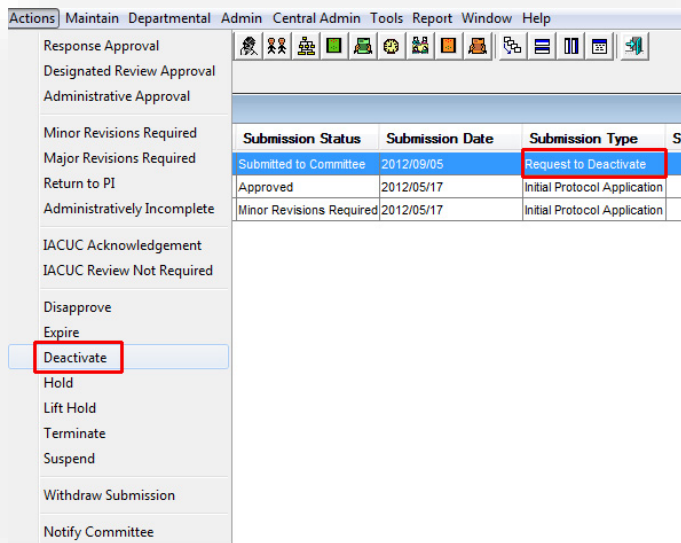 Actions Maintain Departmental Admin Central Admin Tools Report Window Help
Response Approval
Designated Review Approval
Administrative Approval
Minor Revisions Required
Major Revisions Required
Return to PI
Administratively Incomplete
IACUC Acknowledgement
IACUC Review Not Required
Disapprove
Expire
Deactivate
Hold
Lift Hold
Terminate
Suspend
Withdraw Submission
Notify Committee
Submission Status Submission Date Submission Type S
Submitted to Committee 2012/09/05 Request to Deactivate
Approved 2012/05/17 Initial Protocol Application
Minor Revisions Required 2012/05/17 Initial Protocol Application